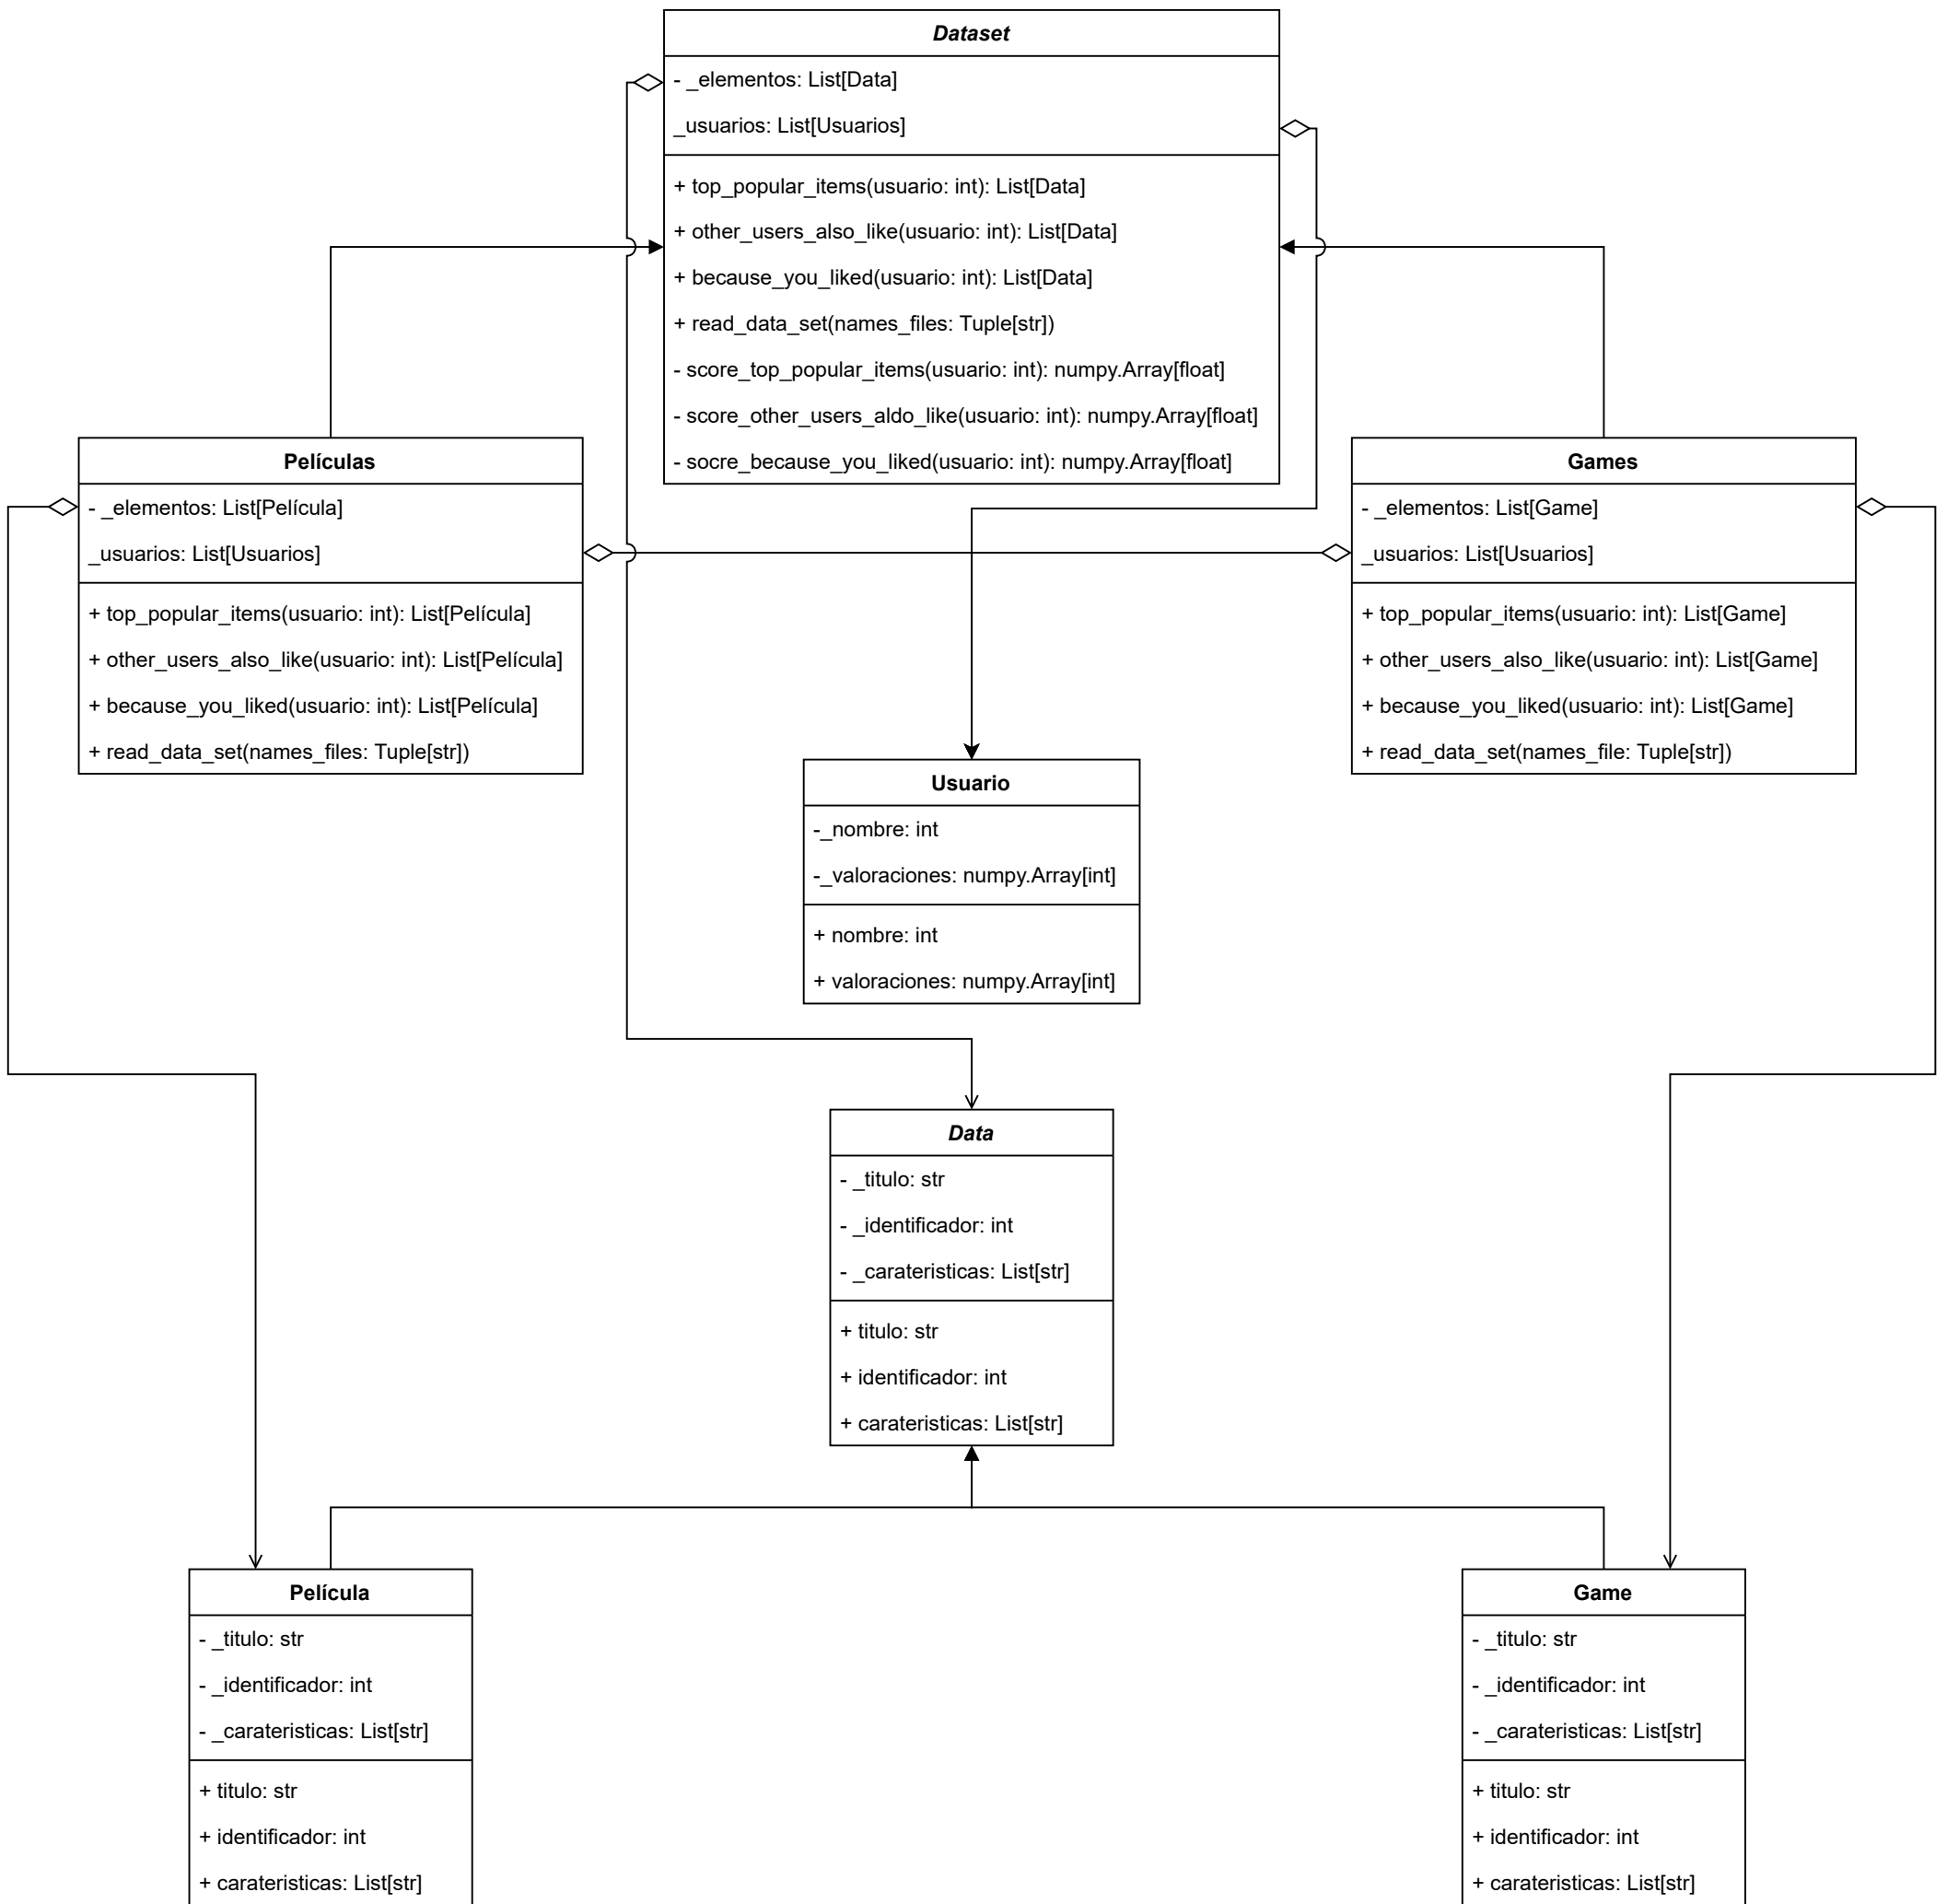 Dataset
- _elementos: List[Data]
_usuarios: List[Usuarios]
+ top_popular_items(usuario: int): List[Data]
+ other_users_also_like(usuario: int): List[Data]
+ because_you_liked(usuario: int): List[Data]
+ read_data_set(names_files: Tuple[str])
- score_top_popular_items(usuario: int): numpy.Array[float]
- score_other_users_aldo_like(usuario: int): numpy.Array[float]
- socre_because_you_liked(usuario: int): numpy.Array[float]
Películas
- _elementos: List[Película]
_usuarios: List[Usuarios]
+ top_popular_items(usuario: int): List[Película]
+ other_users_also_like(usuario: int): List[Película]
+ because_you_liked(usuario: int): List[Película]
+ read_data_set(names_files: Tuple[str])
Games
- _elementos: List[Game]
_usuarios: List[Usuarios]
+ top_popular_items(usuario: int): List[Game]
+ other_users_also_like(usuario: int): List[Game]
+ because_you_liked(usuario: int): List[Game]
+ read_data_set(names_file: Tuple[str])
Usuario
-_nombre: int
-_valoraciones: numpy.Array[int]
+ nombre: int
+ valoraciones: numpy.Array[int]
Data
- _titulo: str
- _identificador: int
- _carateristicas: List[str]
+ titulo: str
+ identificador: int
+ carateristicas: List[str]
Película
- _titulo: str
- _identificador: int
- _carateristicas: List[str]
+ titulo: str
+ identificador: int
+ carateristicas: List[str]
Game
- _titulo: str
- _identificador: int
- _carateristicas: List[str]
+ titulo: str
+ identificador: int
+ carateristicas: List[str]